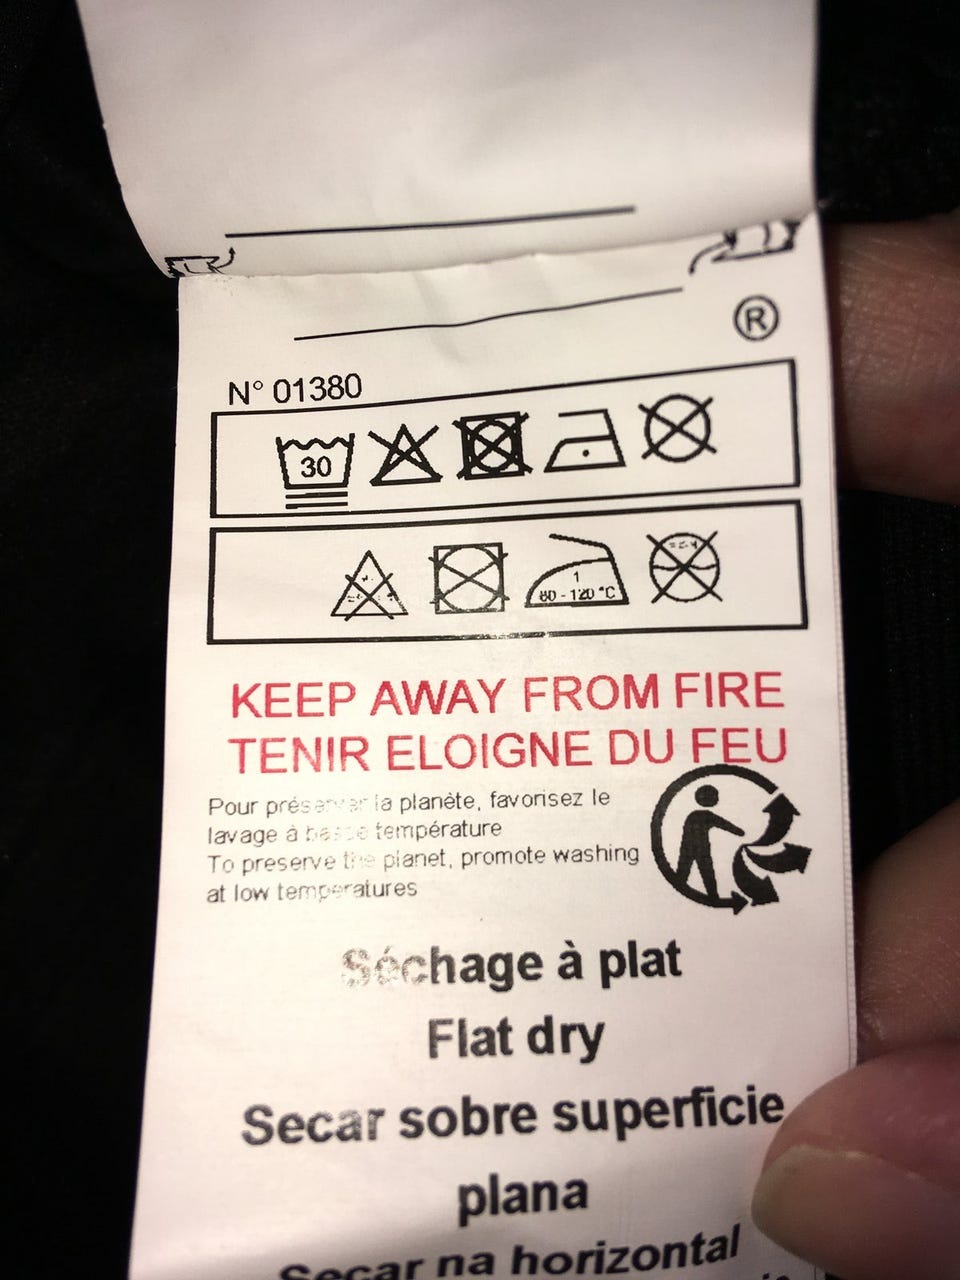 ®
N° 01380
30
1
80 - 120 °C
KEEP AWAY FROM FIRE
TENIR ELOIGNE DU FEU
Pour préserver la planète, favorisez le
lavage à basse température
To preserve the planet, promote washing
at low temperatures
Séchage à plat
Flat dry
Secar sobre superficie
plana
Secar na horizontal